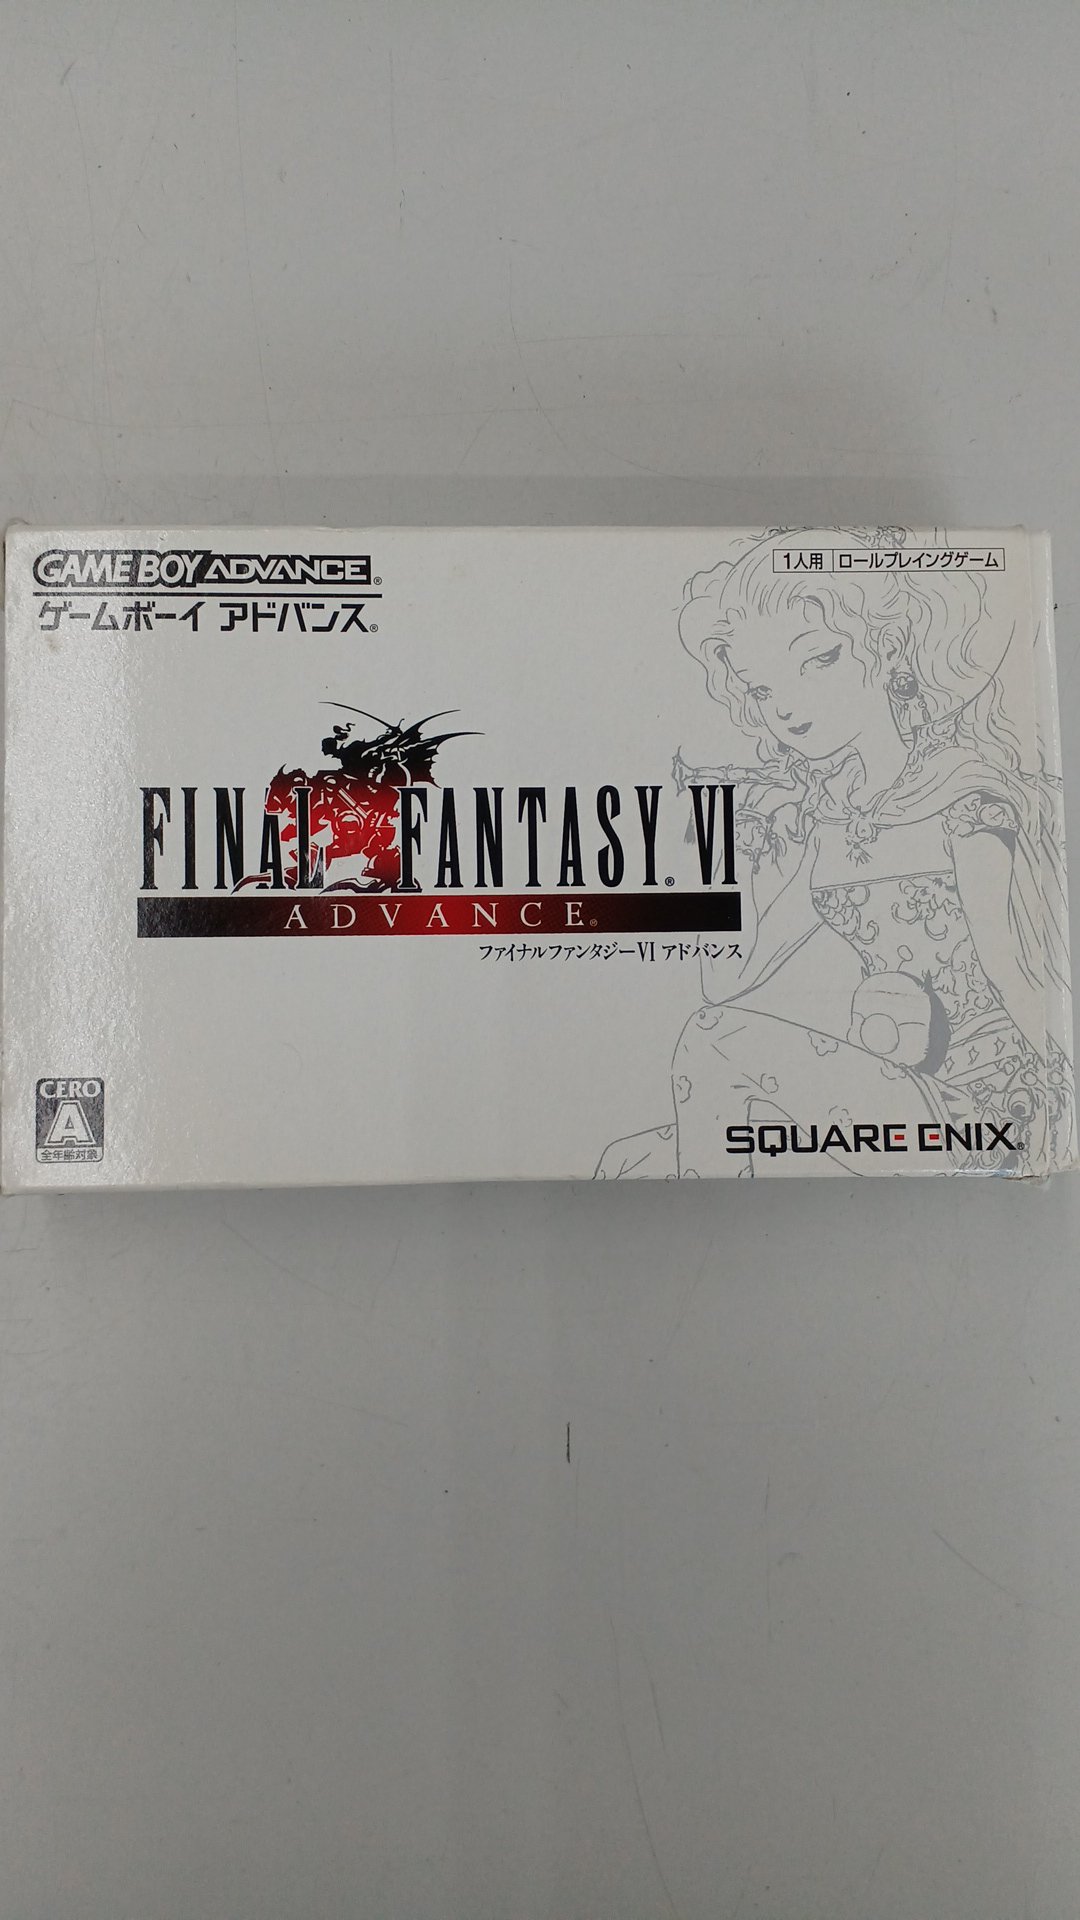 GAME BOY ADVANCE®
ゲームボーイ アドバンス®
1人用 ロールプレイングゲーム
FINAL FANTASY® VI
ADVANCE®
ファイナルファンタジーVI アドバンス
CERO
A
全年齢対象
SQUARE ENIX®